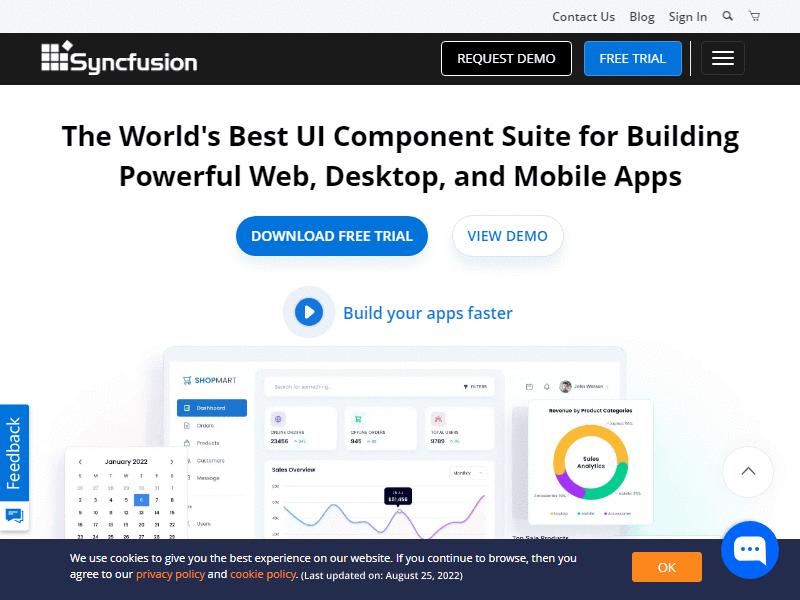 Contact Us Blog Sign In
Syncfusion
REQUEST DEMO
FREE TRIAL
The World's Best UI Component Suite for Building
Powerful Web, Desktop, and Mobile Apps
DOWNLOAD FREE TRIAL
VIEW DEMO
Build your apps faster
SHOPMART
Search for something...
FILTERS
John Watson
Dashboard
Orders
Products
Customers
Message
Users
ONLINE ORDERS
23456
OFFLINE ORDERS
945
TOTAL USERS
9789
Sales Overview
Monthly
$51,456
Revenue by Product Categories
Sales
Analytics
Laptop
Mobile
Accessories
Top Sale Products
January 2022
S M T W T F S
26 27 28 29 30 31 1
2 3 4 5 6 7 8
9 10 11 12 13 14 15
16 17 18 19 20 21 22
23 24 25 26 27 28 29
Feedback
We use cookies to give you the best experience on our website. If you continue to browse, then you
agree to our privacy policy and cookie policy. (Last updated on: August 25, 2022)
OK